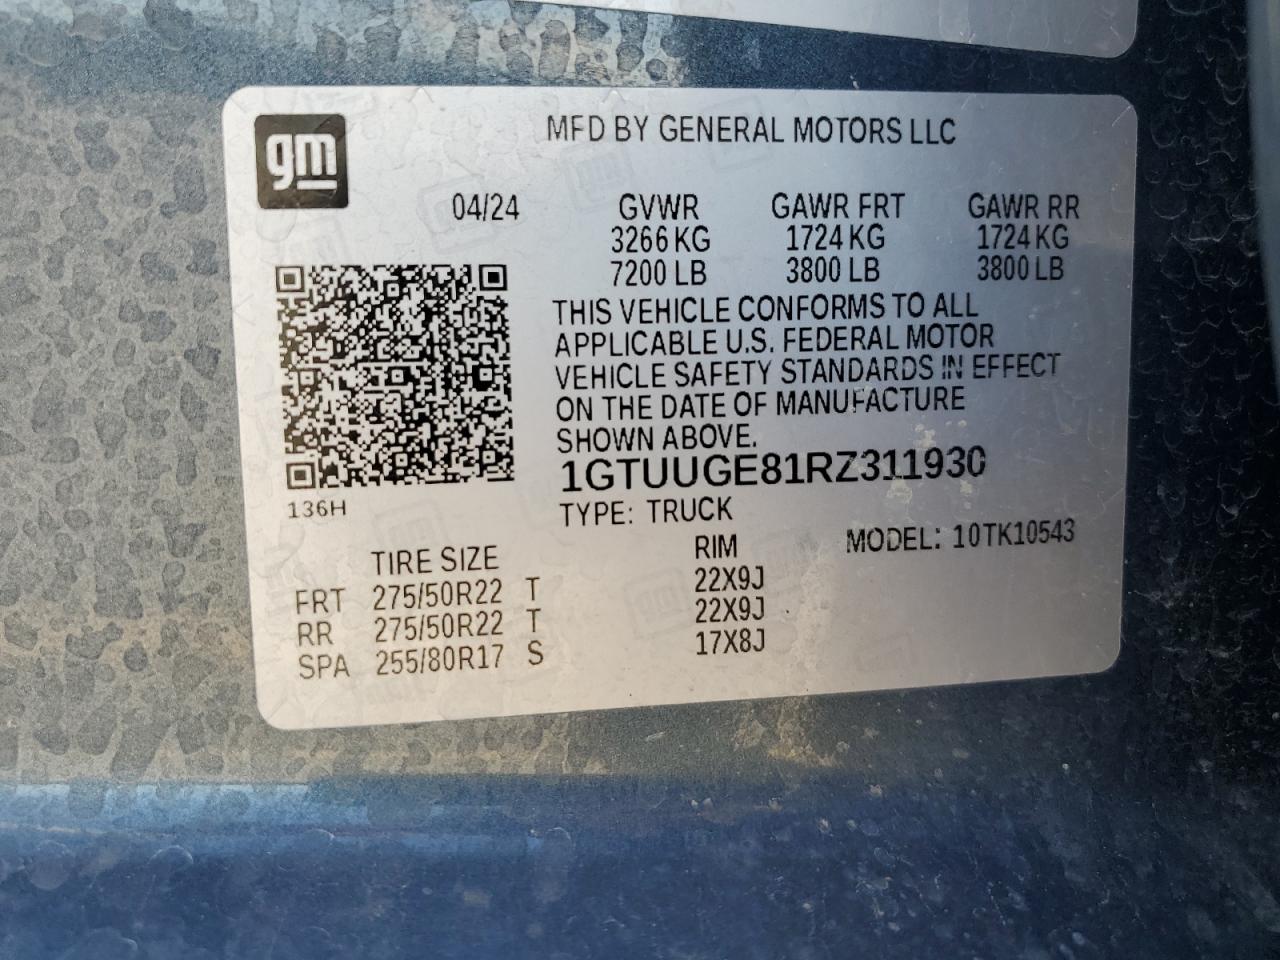 gm
MFD BY GENERAL MOTORS LLC
04/24 GVWR GAWR FRT GAWR RR
3266 KG 1724 KG 1724 KG
7200 LB 3800 LB 3800 LB
THIS VEHICLE CONFORMS TO ALL
APPLICABLE U.S. FEDERAL MOTOR
VEHICLE SAFETY STANDARDS IN EFFECT
ON THE DATE OF MANUFACTURE
SHOWN ABOVE.
1GTUUGE81RZ311930
136H
TYPE: TRUCK
MODEL: 10TK10543
TIRE SIZE RIM
FRT 275/50R22 T 22X9J
RR 275/50R22 T 22X9J
SPA 255/80R17 S 17X8J